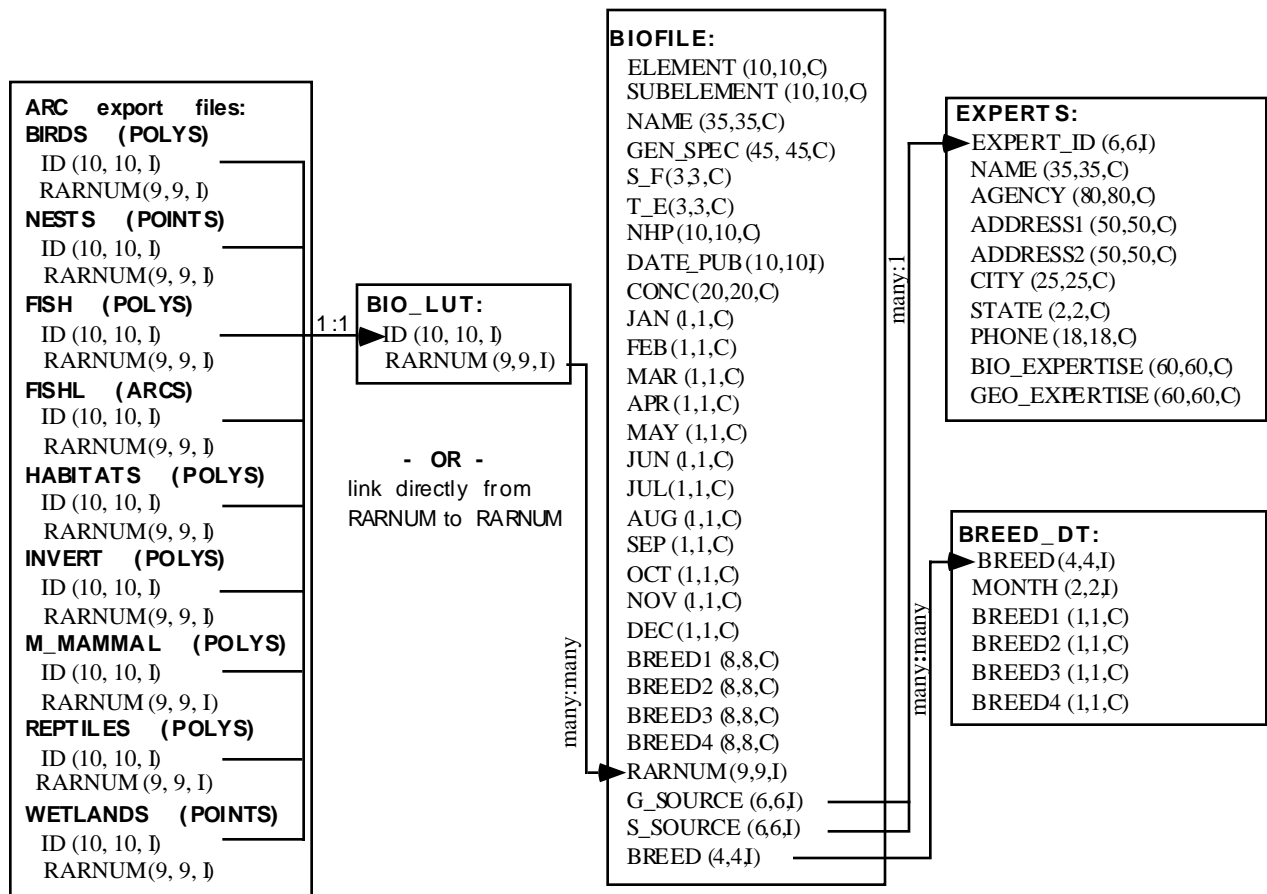 ARC export files:
BIRDS (POLYS)
ID (10, 10, I)
RARNUM(9, 9, I)
NESTS (POINTS)
ID (10, 10, I)
RARNUM(9, 9, I)
FISH (POLYS)
ID (10, 10, I)
RARNUM(9, 9, I)
FISHL (ARCS)
ID (10, 10, I)
RARNUM(9, 9, I)
HABITATS (POLYS)
ID (10, 10, I)
RARNUM(9, 9, I)
INVERT (POLYS)
ID (10, 10, I)
RARNUM(9, 9, I)
M_MAMMAL (POLYS)
ID (10, 10, I)
RARNUM(9, 9, I)
REPTILES (POLYS)
ID (10, 10, I)
RARNUM (9, 9, I)
WETLANDS (POINTS)
ID (10, 10, I)
RARNUM(9, 9, I)
1:1
BIO_LUT:
ID (10, 10, I)
RARNUM (9,9,I)
- OR -
link directly from
RARNUM to RARNUM
many:many
BIOFILE:
ELEMENT (10,10,C)
SUBELEMENT (10,10,C)
NAME (35,35,C)
GEN_SPEC (45, 45,C)
S_F(3,3,C)
T_E(3,3,C)
NHP (10,10,C)
DATE_PUB (10,10,I)
CONC (20,20,C)
JAN (1,1,C)
FEB (1,1,C)
MAR (1,1,C)
APR (1,1,C)
MAY (1,1,C)
JUN (1,1,C)
JUL (1,1,C)
AUG (1,1,C)
SEP (1,1,C)
OCT (1,1,C)
NOV (1,1,C)
DEC (1,1,C)
BREED1 (8,8,C)
BREED2 (8,8,C)
BREED3 (8,8,C)
BREED4 (8,8,C)
RARNUM (9,9,I)
G_SOURCE (6,6,I)
S_SOURCE (6,6,I)
BREED (4,4,I)
many:1
many:many
EXPERTS:
EXPERT_ID (6,6,I)
NAME (35,35,C)
AGENCY (80,80,C)
ADDRESS1 (50,50,C)
ADDRESS2 (50,50,C)
CITY (25,25,C)
STATE (2,2,C)
PHONE (18,18,C)
BIO_EXPERTISE (60,60,C)
GEO_EXPERTISE (60,60,C)
BREED_DT:
BREED (4,4,I)
MONTH (2,2,I)
BREED1 (1,1,C)
BREED2 (1,1,C)
BREED3 (1,1,C)
BREED4 (1,1,C)